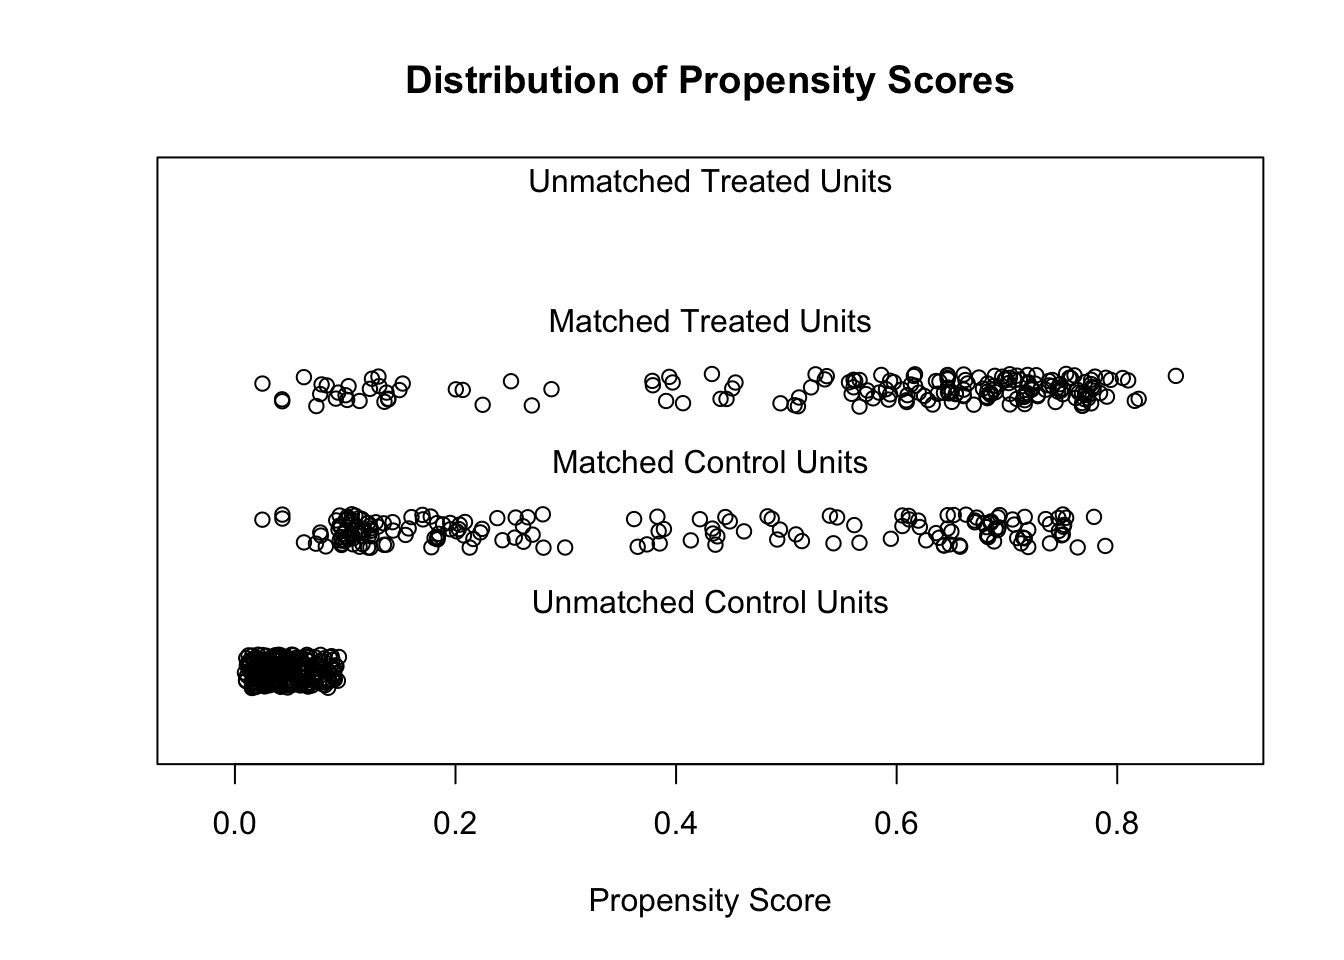 Distribution of Propensity Scores
Unmatched Treated Units
Matched Treated Units
Matched Control Units
Unmatched Control Units
0.0 0.2 0.4 0.6 0.8
Propensity Score